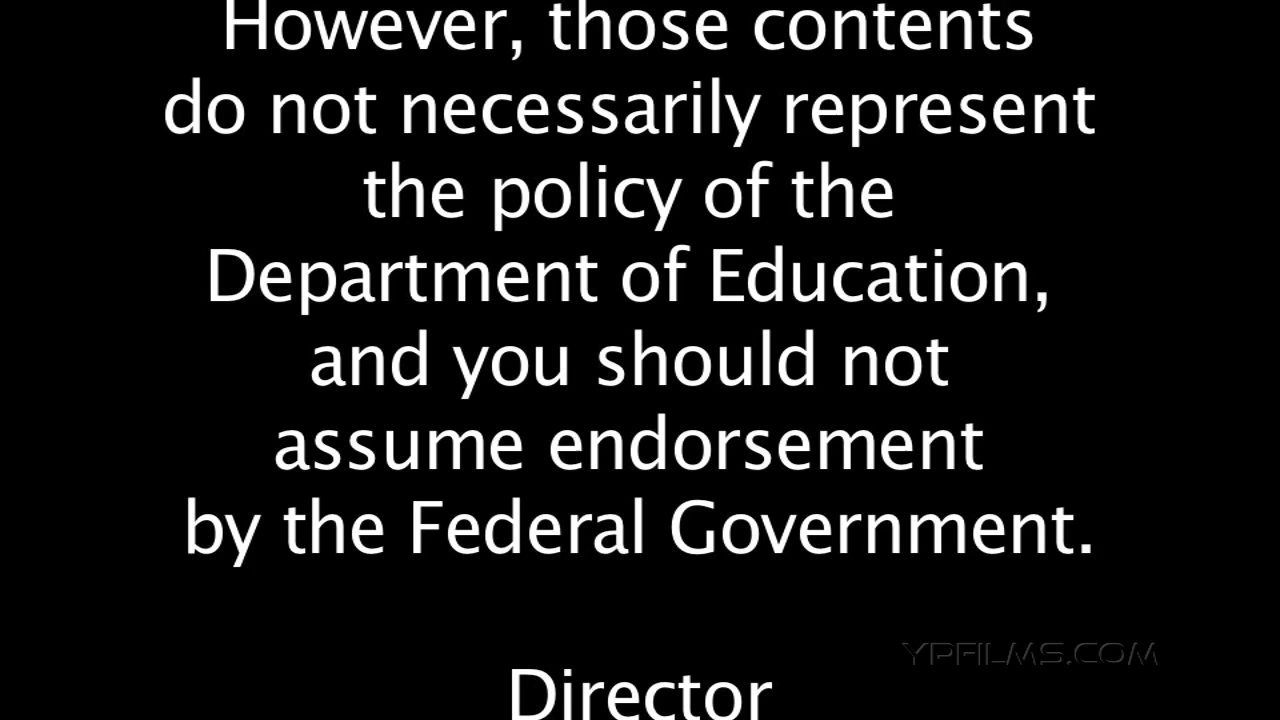 However, those contents
do not necessarily represent
the policy of the
Department of Education,
and you should not
assume endorsement
by the Federal Government.
YPFILMS.COM
Director